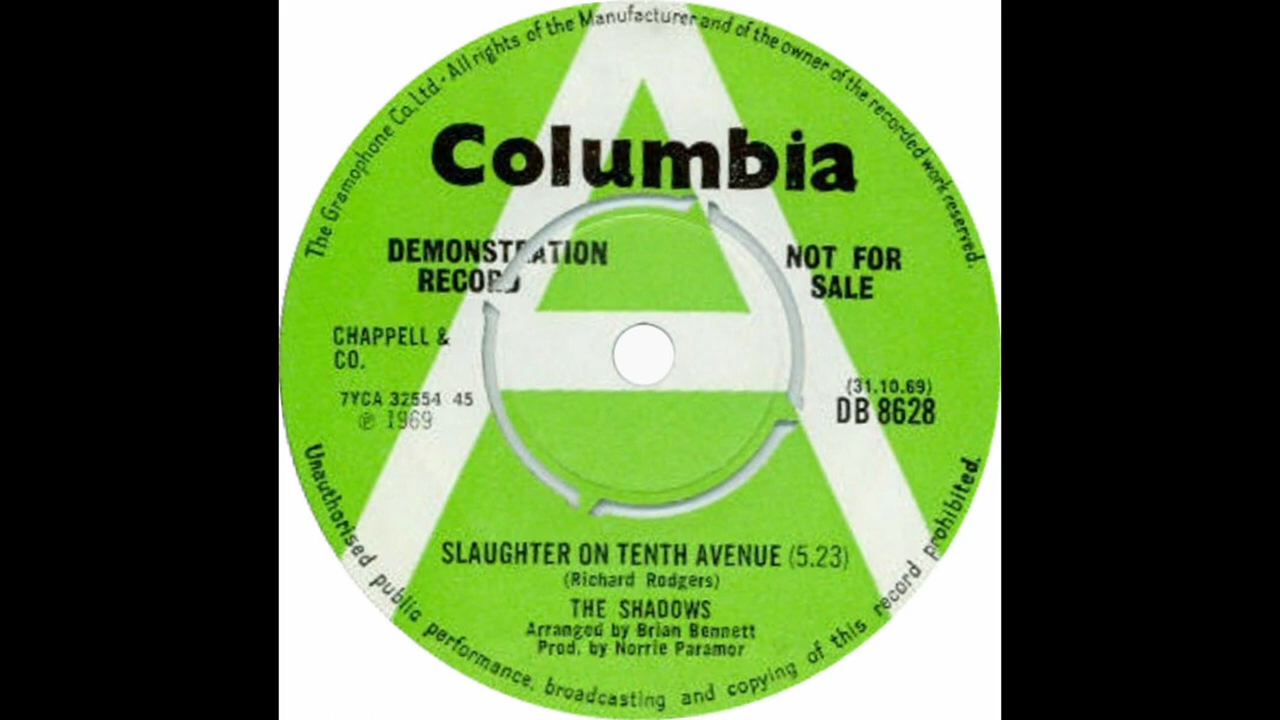 The Gramophone Co. Ltd. · All rights of the Manufacturer and of the owner of the recorded work reserved.
A
Columbia
DEMONSTRATION
RECORD
NOT FOR
SALE
CHAPPELL &
CO.
7YCA 32554 45
℗ 1969
(31.10.69)
DB 8628
SLAUGHTER ON TENTH AVENUE (5.23)
(Richard Rodgers)
THE SHADOWS
Arranged by Brian Bennett
Prod. by Norrie Paramor
Unauthorised public performance, broadcasting and copying of this record prohibited.